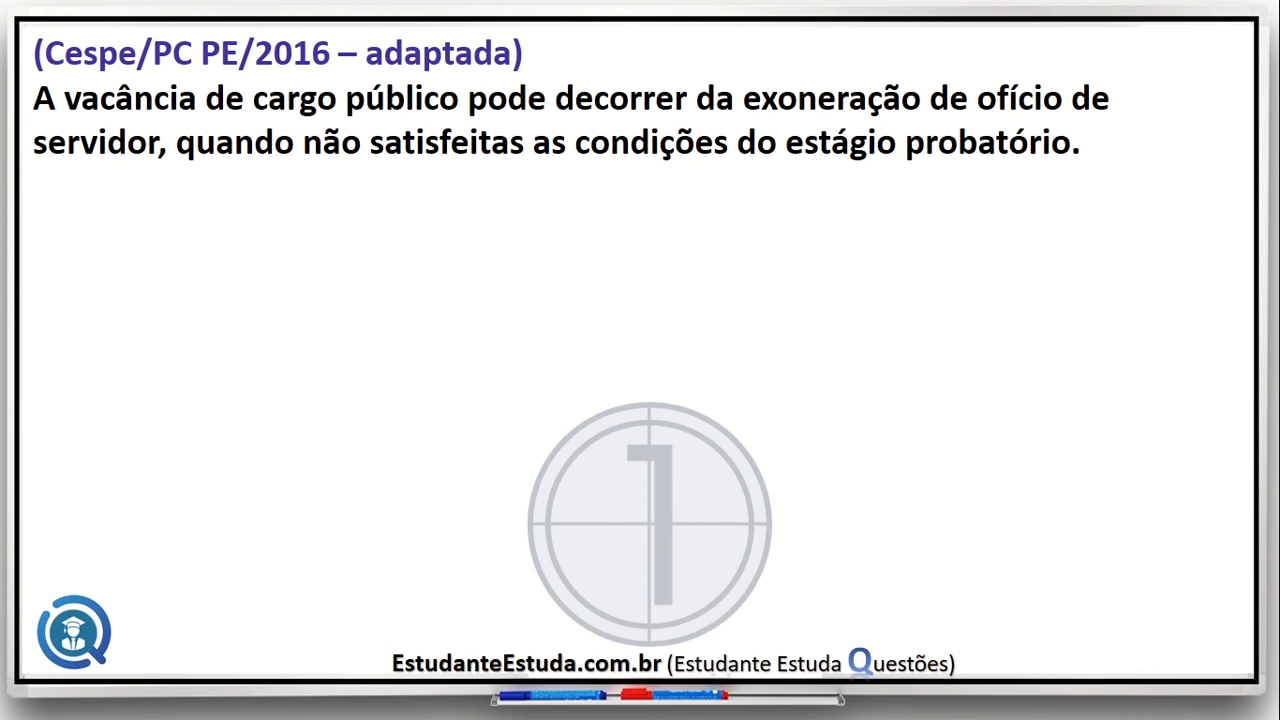 (Cespe/PC PE/2016 – adaptada)
A vacância de cargo público pode decorrer da exoneração de ofício de
servidor, quando não satisfeitas as condições do estágio probatório.
1
EstudanteEstuda.com.br (Estudante Estuda Questões)